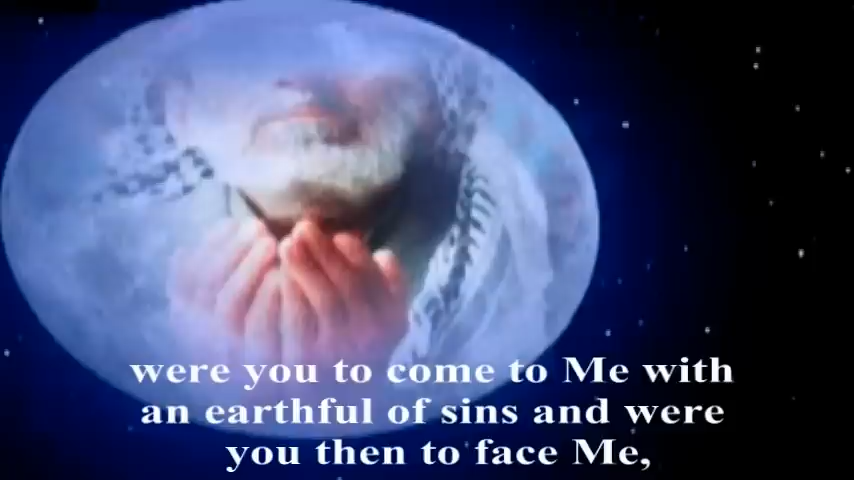 were you to come to Me with
an earthful of sins and were
you then to face Me,